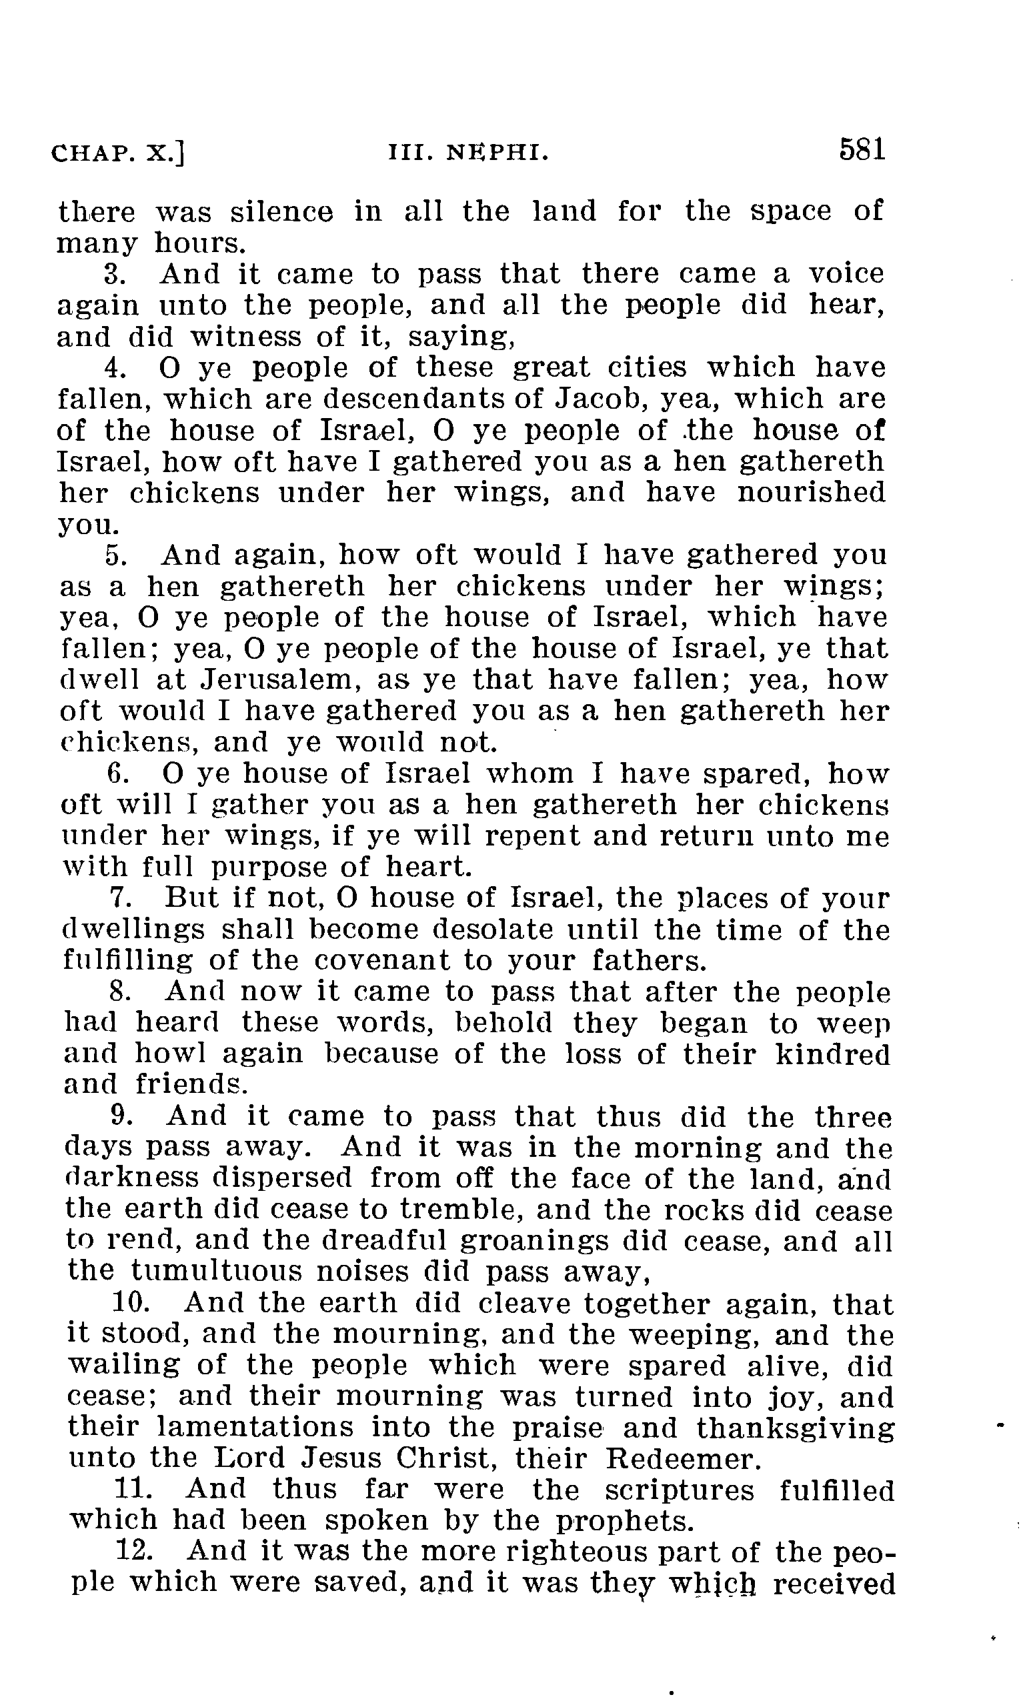 CHAP. X.] III. NEPHI. 581
there was silence in all the land for the space of
many hours.
3. And it came to pass that there came a voice
again unto the people, and all the people did hear,
and did witness of it, saying,
4. O ye people of these great cities which have
fallen, which are descendants of Jacob, yea, which are
of the house of Israel, O ye people of the house of
Israel, how oft have I gathered you as a hen gathereth
her chickens under her wings, and have nourished
you.
5. And again, how oft would I have gathered you
as a hen gathereth her chickens under her wings;
yea, O ye people of the house of Israel, which have
fallen; yea, O ye people of the house of Israel, ye that
dwell at Jerusalem, as ye that have fallen; yea, how
oft would I have gathered you as a hen gathereth her
chickens, and ye would not.
6. O ye house of Israel whom I have spared, how
oft will I gather you as a hen gathereth her chickens
under her wings, if ye will repent and return unto me
with full purpose of heart.
7. But if not, O house of Israel, the places of your
dwellings shall become desolate until the time of the
fulfilling of the covenant to your fathers.
8. And now it came to pass that after the people
had heard these words, behold they began to weep
and howl again because of the loss of their kindred
and friends.
9. And it came to pass that thus did the three
days pass away. And it was in the morning and the
darkness dispersed from off the face of the land, and
the earth did cease to tremble, and the rocks did cease
to rend, and the dreadful groanings did cease, and all
the tumultuous noises did pass away,
10. And the earth did cleave together again, that
it stood, and the mourning, and the weeping, and the
wailing of the people which were spared alive, did
cease; and their mourning was turned into joy, and
their lamentations into the praise and thanksgiving
unto the Lord Jesus Christ, their Redeemer.
11. And thus far were the scriptures fulfilled
which had been spoken by the prophets.
12. And it was the more righteous part of the peo-
ple which were saved, and it was they which received